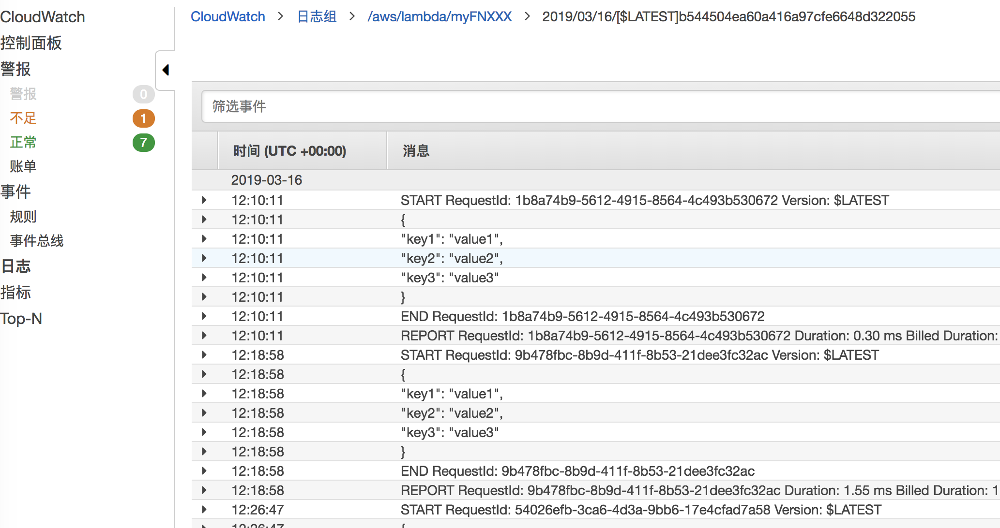 CloudWatch
控制面板
警报
警报 0
不足 1
正常 7
账单
事件
规则
事件总线
日志
指标
Top-N
CloudWatch > 日志组 > /aws/lambda/myFNXXX > 2019/03/16/[$LATEST]b544504ea60a416a97cfe6648d322055
筛选事件
时间 (UTC +00:00) 消息
2019-03-16
12:10:11 START RequestId: 1b8a74b9-5612-4915-8564-4c493b530672 Version: $LATEST
12:10:11 {
12:10:11 "key1": "value1",
12:10:11 "key2": "value2",
12:10:11 "key3": "value3"
12:10:11 }
12:10:11 END RequestId: 1b8a74b9-5612-4915-8564-4c493b530672
12:10:11 REPORT RequestId: 1b8a74b9-5612-4915-8564-4c493b530672 Duration: 0.30 ms Billed Duration:
12:18:58 START RequestId: 9b478fbc-8b9d-411f-8b53-21dee3fc32ac Version: $LATEST
12:18:58 {
12:18:58 "key1": "value1",
12:18:58 "key2": "value2",
12:18:58 "key3": "value3"
12:18:58 }
12:18:58 END RequestId: 9b478fbc-8b9d-411f-8b53-21dee3fc32ac
12:18:58 REPORT RequestId: 9b478fbc-8b9d-411f-8b53-21dee3fc32ac Duration: 1.55 ms Billed Duration: 1
12:26:47 START RequestId: 54026efb-3ca6-4d3a-9bb6-17e4cfad7a58 Version: $LATEST
12:26:47 {